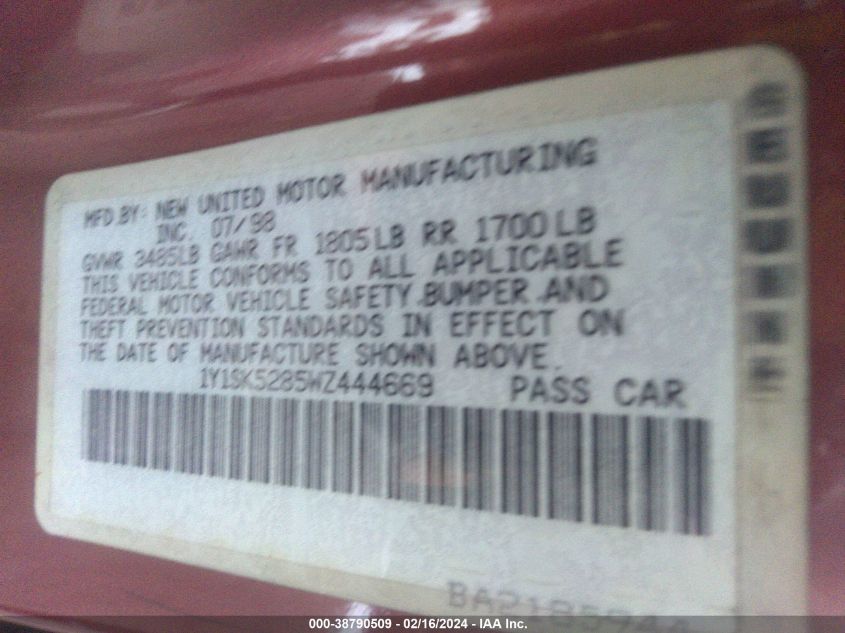 MFD.BY: NEW UNITED MOTOR MANUFACTURING
INC. 07/98
GVWR 3485LB GAWR FR 1805LB RR 1700LB
THIS VEHICLE CONFORMS TO ALL APPLICABLE
FEDERAL MOTOR VEHICLE SAFETY,BUMPER,AND
THEFT PREVENTION STANDARDS IN EFFECT ON
THE DATE OF MANUFACTURE SHOWN ABOVE.
1Y1SK5285WZ444669 PASS CAR
000-38790509 - 02/16/2024 - IAA Inc.